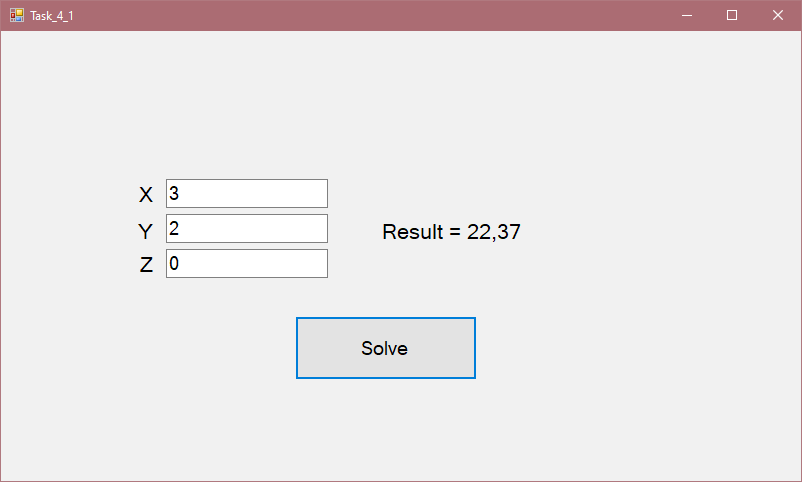 Task_4_1
X 3
Y 2
Result = 22,37
Z 0
Solve